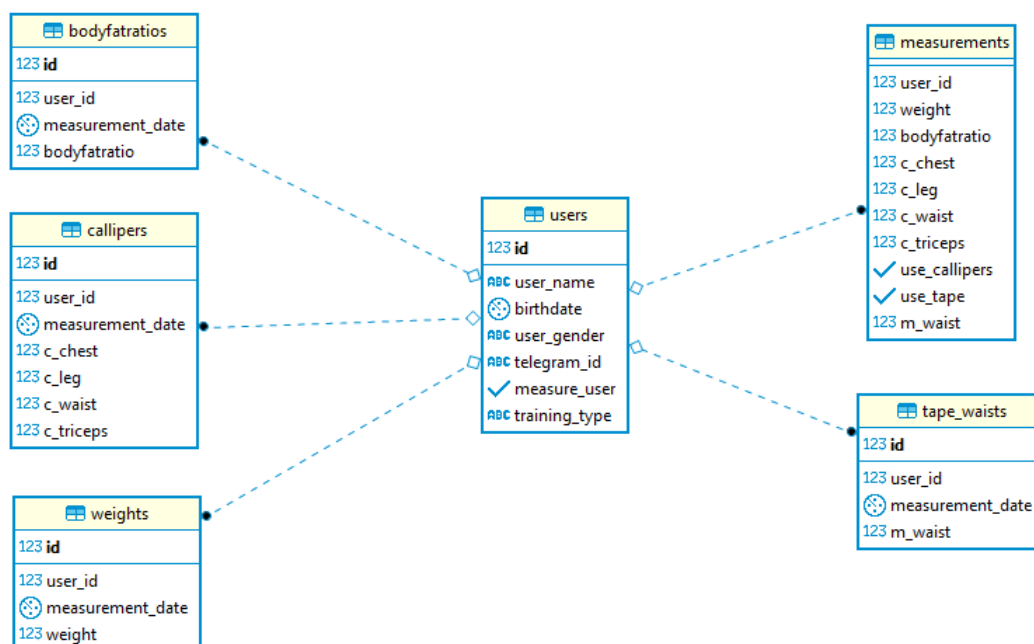 bodyfatratios
123 id
123 user_id
measurement_date
123 bodyfatratio
callipers
123 id
123 user_id
measurement_date
123 c_chest
123 c_leg
123 c_waist
123 c_triceps
weights
123 id
123 user_id
measurement_date
123 weight
users
123 id
ABC user_name
birthdate
ABC user_gender
ABC telegram_id
measure_user
ABC training_type
measurements
123 user_id
123 weight
123 bodyfatratio
123 c_chest
123 c_leg
123 c_waist
123 c_triceps
use_callipers
use_tape
123 m_waist
tape_waists
123 id
123 user_id
measurement_date
123 m_waist